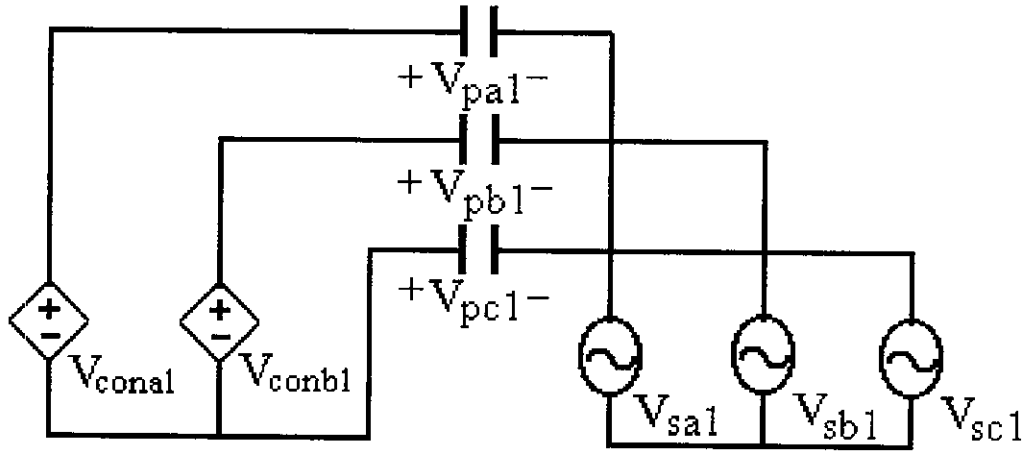 + Vpa1 −
+ Vpb1 −
+ Vpc1 −
+
−
Vcona1
+
−
Vconb1
Vsa1
Vsb1
Vsc1